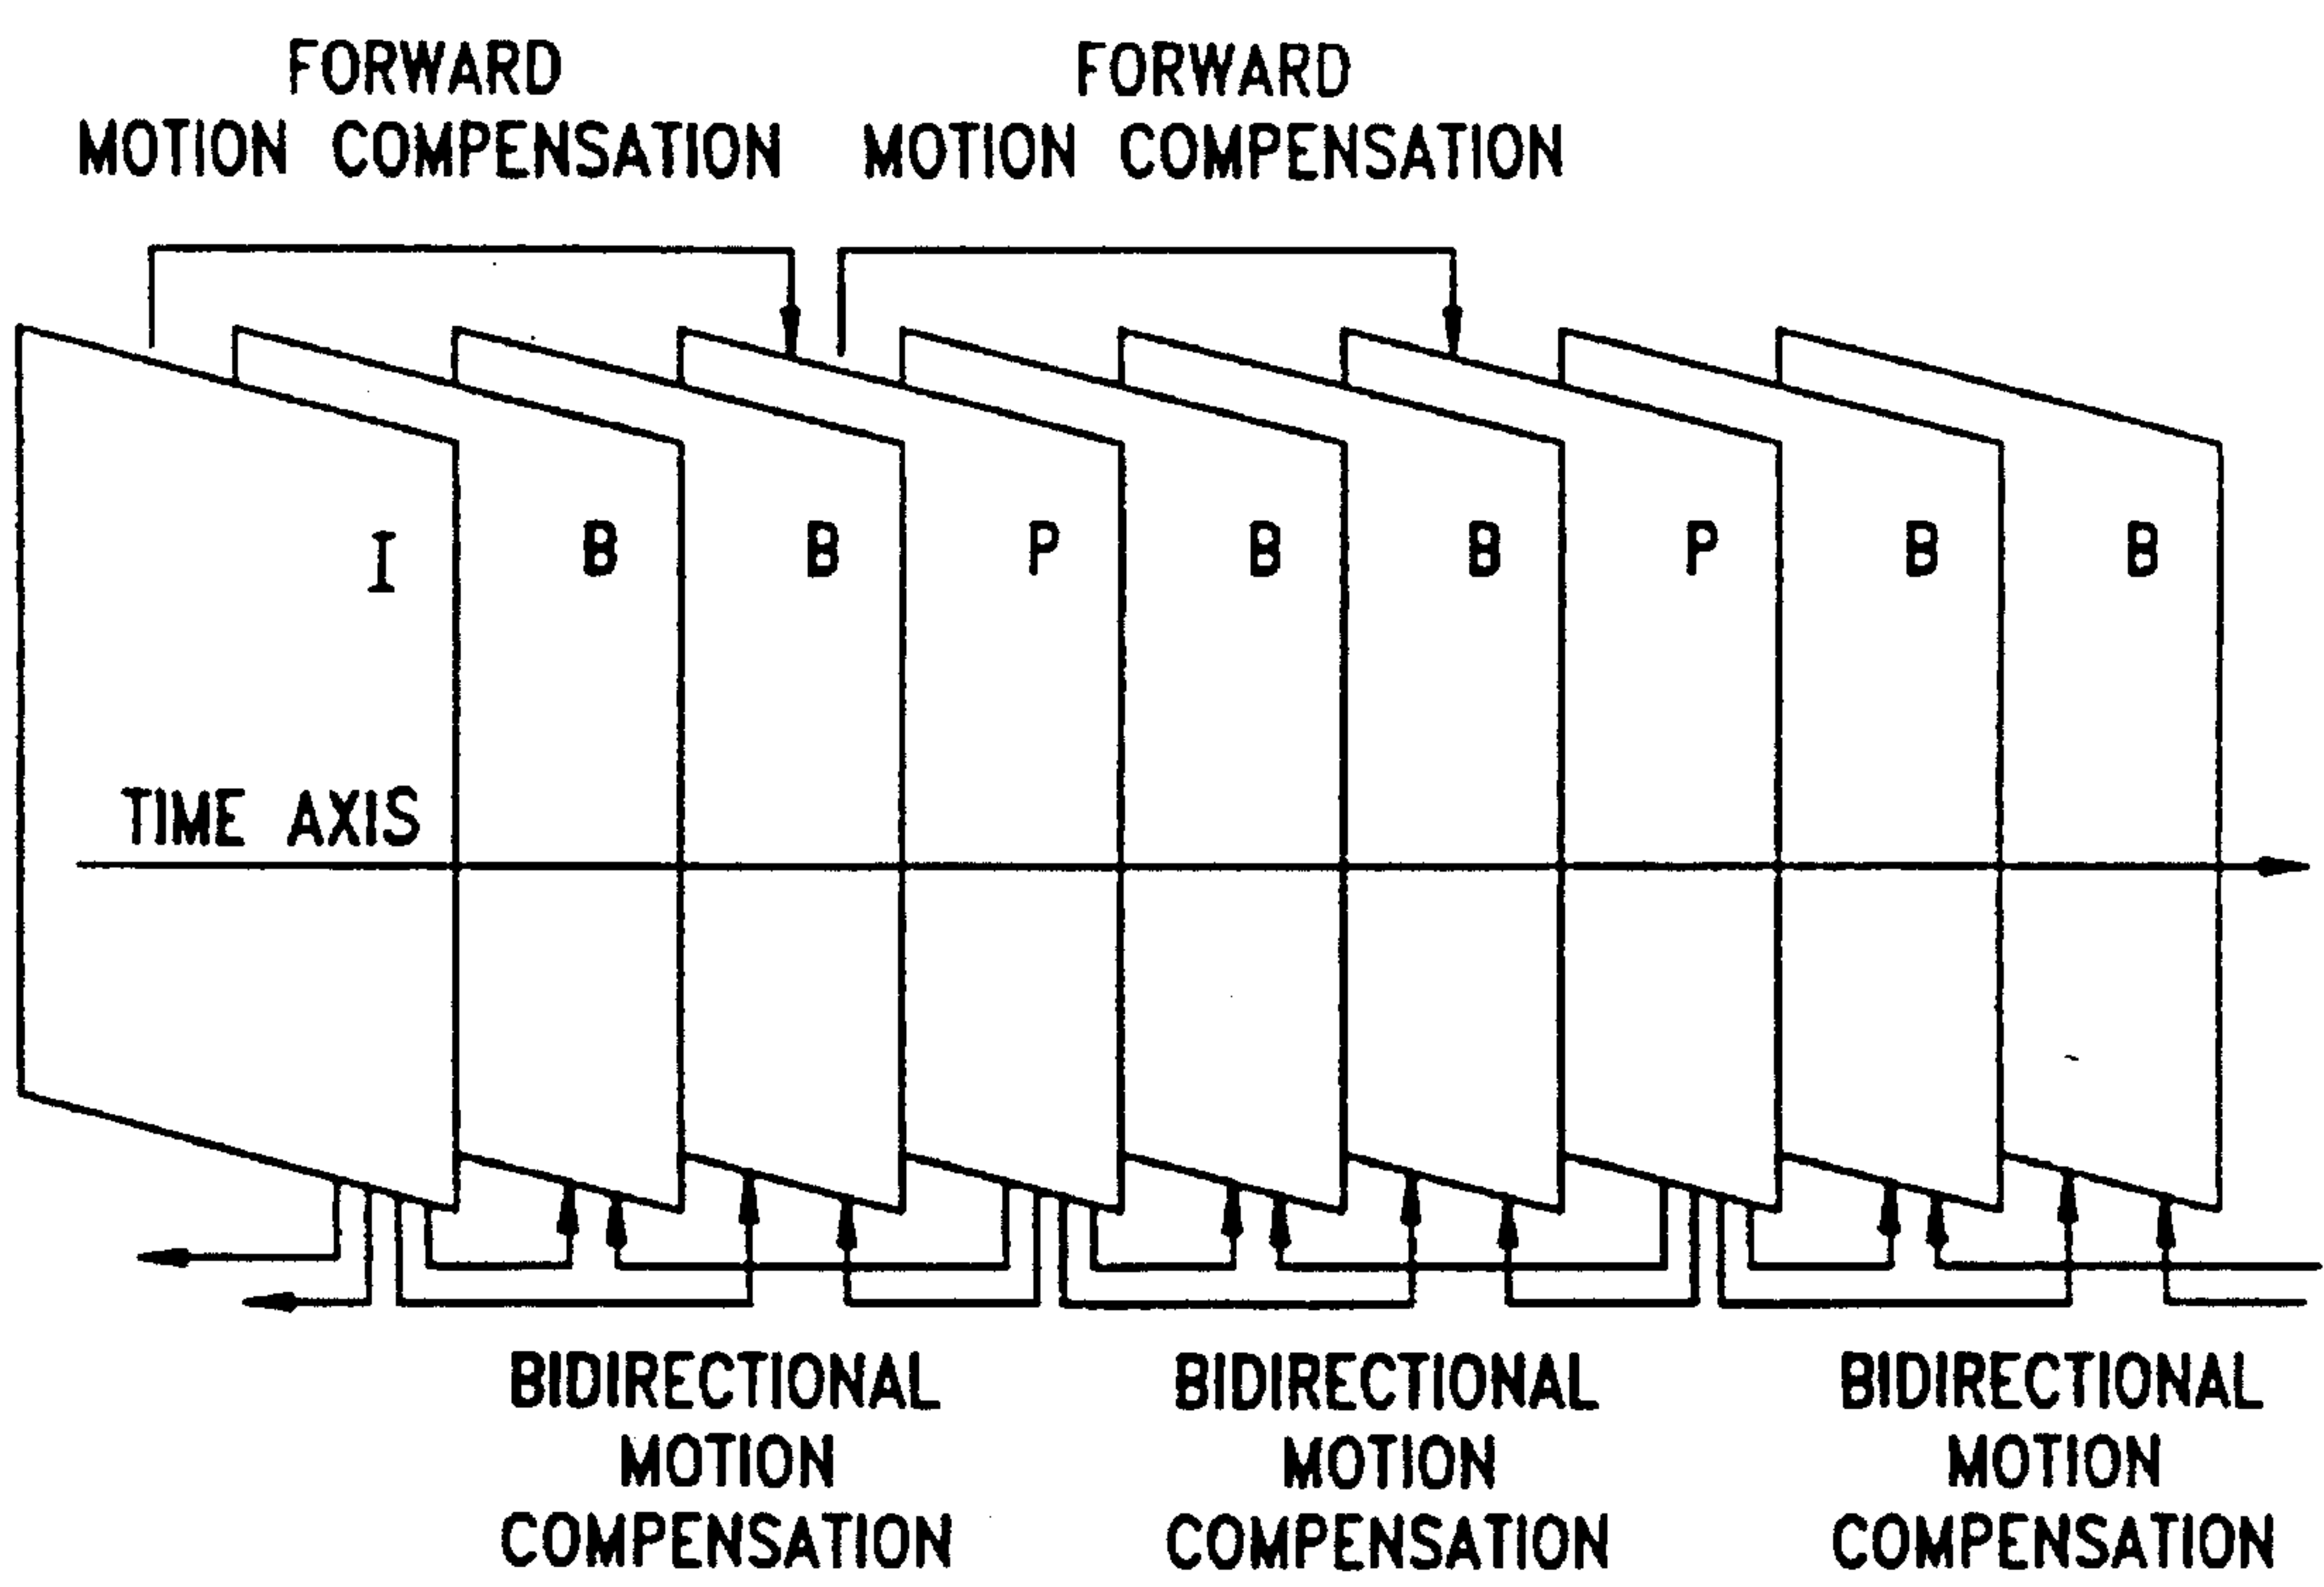 FORWARD
MOTION COMPENSATION
FORWARD
MOTION COMPENSATION
I B B P B B P B B
TIME AXIS
BIDIRECTIONAL
MOTION
COMPENSATION
BIDIRECTIONAL
MOTION
COMPENSATION
BIDIRECTIONAL
MOTION
COMPENSATION